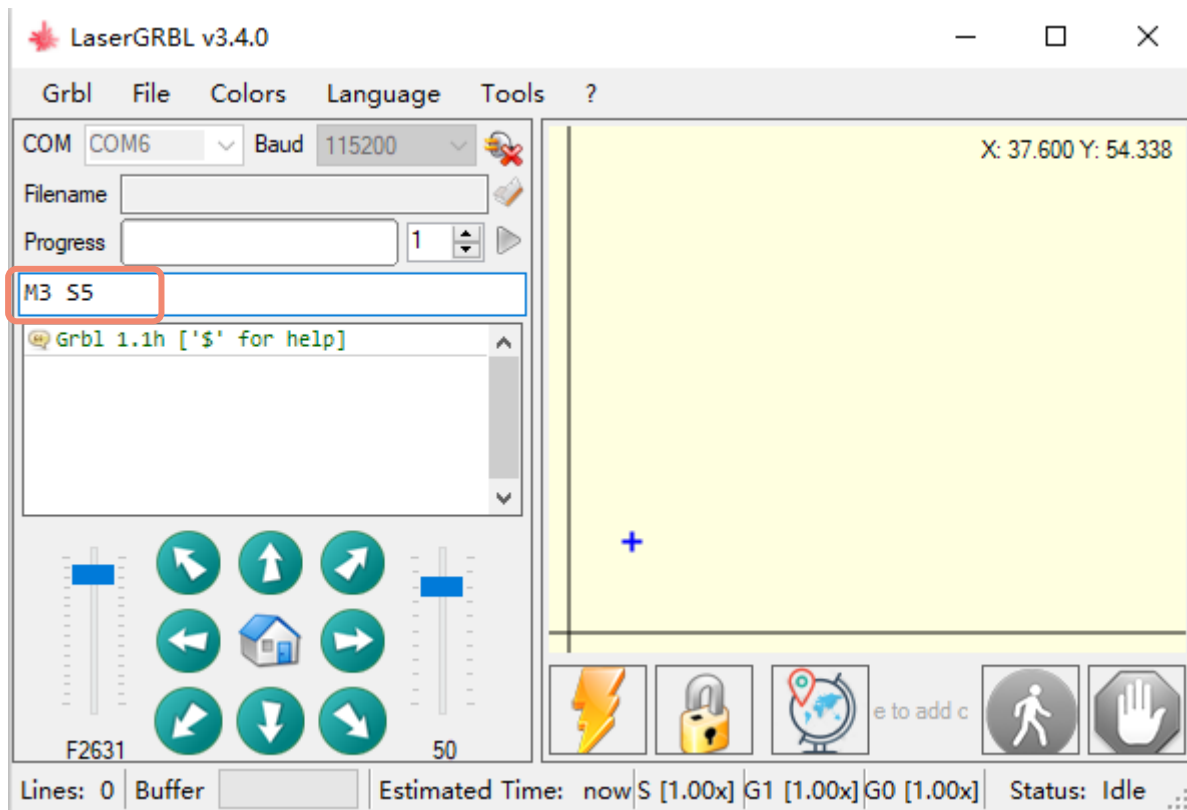 LaserGRBL v3.4.0
Grbl File Colors Language Tools ?
COM COM6 Baud 115200
X: 37.600 Y: 54.338
Filename
Progress 1
M3 S5
Grbl 1.1h ['$' for help]
F2631 50
e to add c
Lines: 0 Buffer Estimated Time: now S [1.00x] G1 [1.00x] G0 [1.00x] Status: Idle